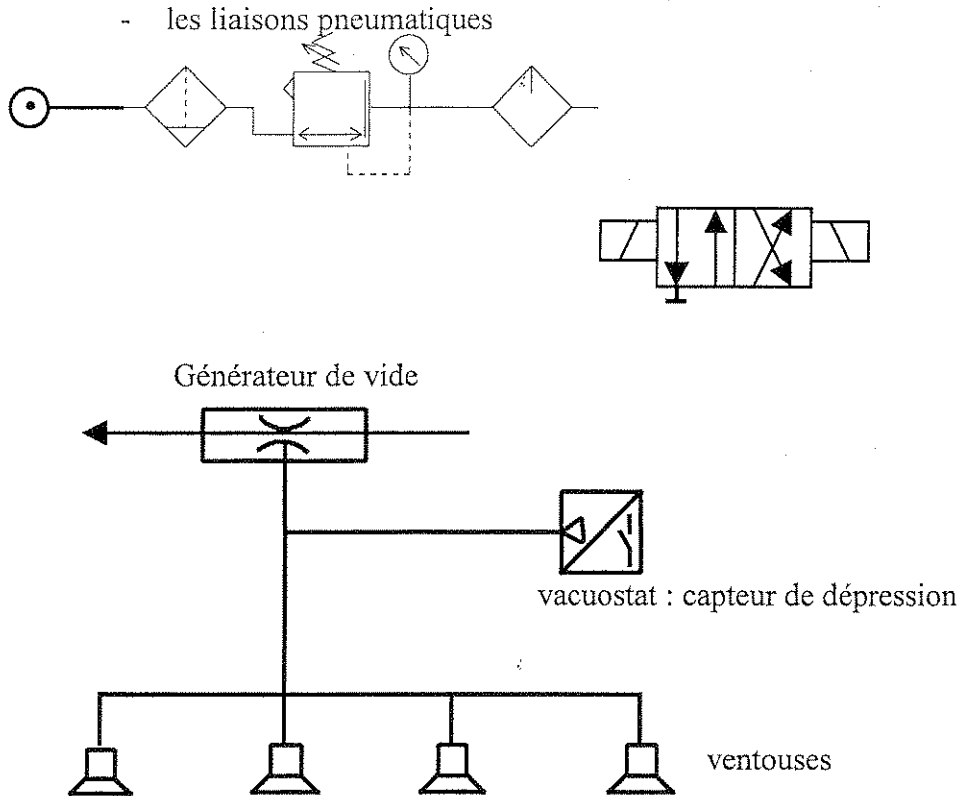 - les liaisons pneumatiques
Générateur de vide
vacuostat : capteur de dépression
ventouses